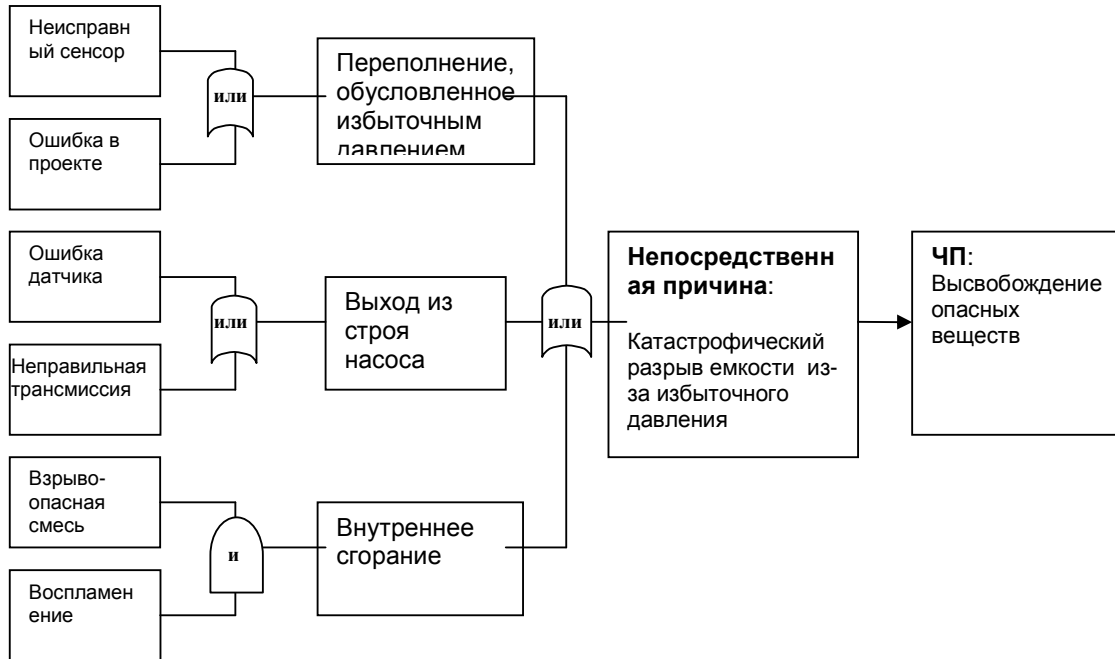 Неисправн
ый сенсор
или
Ошибка в
проекте
Переполнение,
обусловленное
избыточным
давлением
Ошибка
датчика
или
Неправильная
трансмиссия
Выход из
строя
насоса
Взрыво-
опасная
смесь
и
Воспламен
ение
Внутреннее
сгорание
или
Непосредственн
ая причина:
Катастрофический
разрыв емкости из-
за избыточного
давления
ЧП:
Высвобождение
опасных
веществ